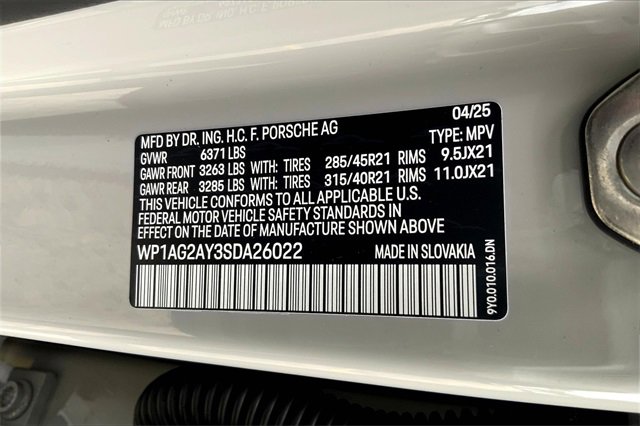 04/25
MFD BY DR. ING. H.C. F. PORSCHE AG TYPE: MPV
GVWR 6371 LBS
GAWR FRONT 3263 LBS WITH: TIRES 285/45R21 RIMS 9.5JX21
GAWR REAR 3285 LBS WITH: TIRES 315/40R21 RIMS 11.0JX21
THIS VEHICLE CONFORMS TO ALL APPLICABLE U.S.
FEDERAL MOTOR VEHICLE SAFETY STANDARDS IN
EFFECT ON THE DATE OF MANUFACTURE SHOWN ABOVE
WP1AG2AY3SDA26022 MADE IN SLOVAKIA
9Y0.010.016.DN